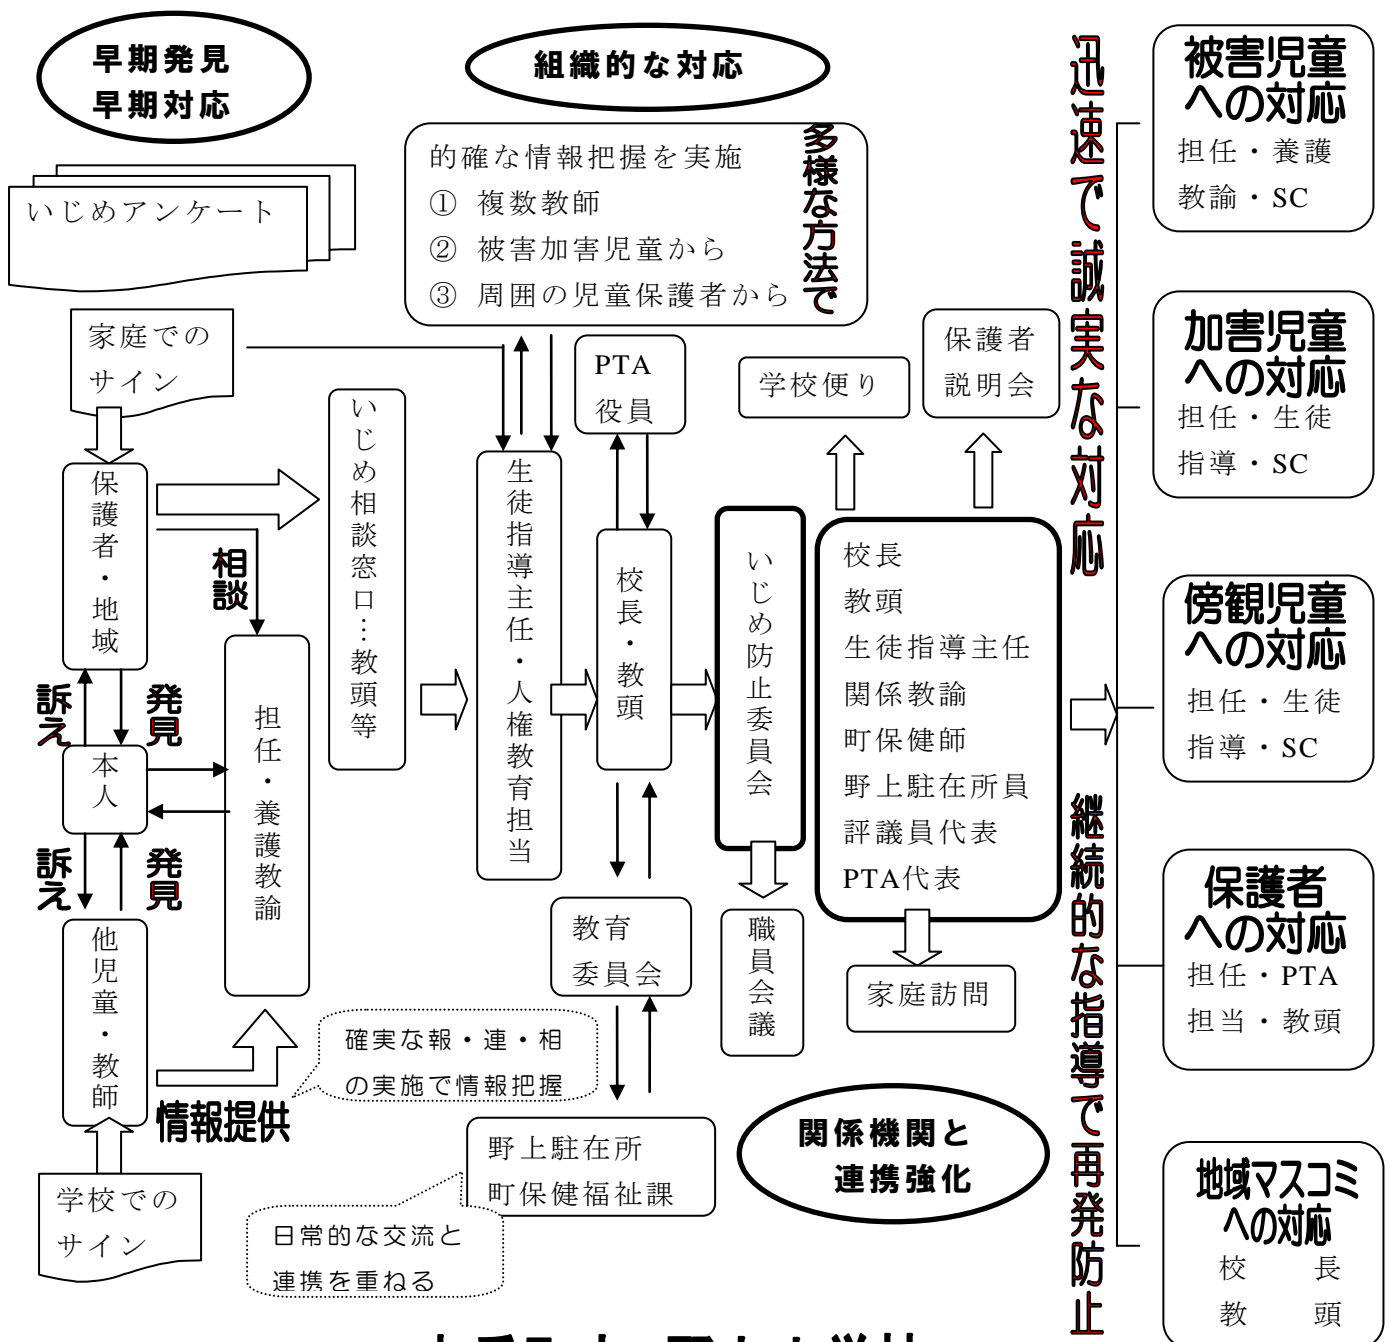 早期発見
早期対応
組織的な対応
いじめアンケート
的確な情報把握を実施
① 複数教師
② 被害加害児童から
③ 周囲の児童保護者から
多様な方法で
家庭での
サイン
保護者・地域
相談
訴え
発見
本人
訴え
発見
他児童・教師
情報提供
学校での
サイン
担任・養護教諭
いじめ相談窓口…教頭等
確実な報・連・相
の実施で情報把握
生徒指導主任・人権教育担当
PTA
役員
校長・教頭
教育
委員会
野上駐在所
町保健福祉課
日常的な交流と
連携を重ねる
いじめ防止委員会
職員会議
学校便り
保護者
説明会
校長
教頭
生徒指導主任
関係教諭
町保健師
野上駐在所員
評議員代表
PTA代表
家庭訪問
関係機関と
連携強化
迅速で誠実な対応
継続的な指導で再発防止
被害児童
への対応
担任・養護
教諭・SC
加害児童
への対応
担任・生徒
指導・SC
傍観児童
への対応
担任・生徒
指導・SC
保護者
への対応
担任・PTA
担当・教頭
地域マスコミ
への対応
校 長
教 頭